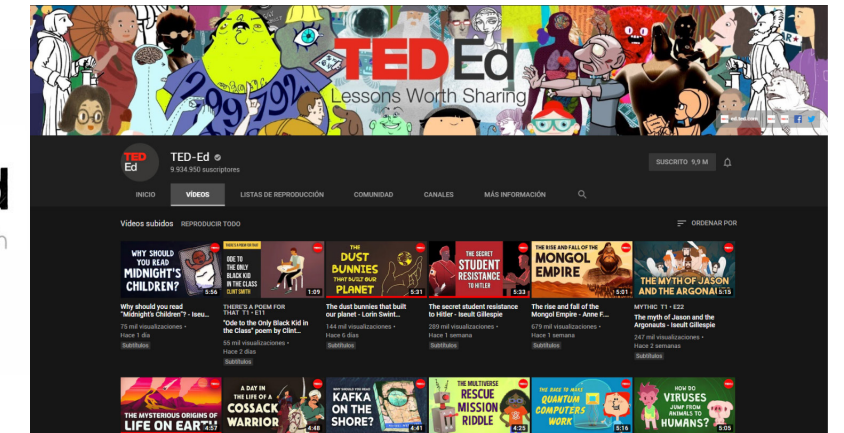 TEDEd
Lessons Worth Sharing
TED
Ed
TED-Ed
9.934.950 suscriptores
SUSCRITO 9,9 M
INICIO
VÍDEOS
LISTAS DE REPRODUCCIÓN
COMUNIDAD
CANALES
MÁS INFORMACIÓN
Vídeos subidos
REPRODUCIR TODO
ORDENAR POR
WHY SHOULD
YOU READ
MIDNIGHT'S
CHILDREN?
5:56
ODE TO
THE ONLY
BLACK KID
IN THE CLASS
CLINT SMITH
1:09
THE
DUST
BUNNIES
THAT BUILT OUR
PLANET
5:31
THE SECRET
STUDENT
RESISTANCE
TO HITLER
5:33
THE RISE AND FALL OF THE
MONGOL
EMPIRE
5:01
THE MYTH OF JASON
AND THE ARGONAU
5:15
Why should you read
"Midnight's Children"? - Iseu...
75 mil visualizaciones •
Hace 1 día
Subtítulos
THERE'S A POEM FOR
THAT T1 • E11
"Ode to the Only Black Kid in
the Class" poem by Clint...
55 mil visualizaciones •
Hace 2 días
Subtítulos
The dust bunnies that built
our planet - Lorin Swint...
144 mil visualizaciones •
Hace 6 días
Subtítulos
The secret student resistance
to Hitler - Iseult Gillespie
289 mil visualizaciones •
Hace 1 semana
Subtítulos
The rise and fall of the
Mongol Empire - Anne F...
679 mil visualizaciones •
Hace 1 semana
Subtítulos
MYTHIC T1 • E22
The myth of Jason and the
Argonauts - Iseult Gillespie
247 mil visualizaciones •
Hace 2 semanas
Subtítulos
THE MYSTERIOUS ORIGINS OF
LIFE ON EARTH
4:57
A DAY IN
THE LIFE OF A
COSSACK
WARRIOR
4:48
WHY SHOULD YOU READ
KAFKA
ON THE
SHORE?
4:41
THE MULTIVERSE
RESCUE
MISSION
RIDDLE
4:25
THE RACE TO MAKE
QUANTUM
COMPUTERS
WORK
5:16
HOW DO
VIRUSES
JUMP FROM
ANIMALS TO
HUMANS?
5:05